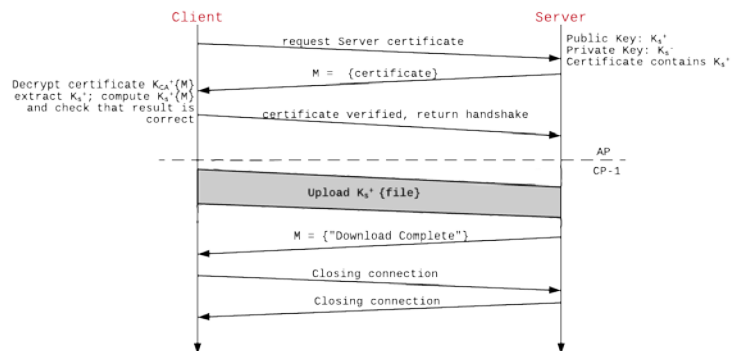 Client
Server
request Server certificate
Public Key: Kₛ⁺
Private Key: Kₛ⁻
Certificate contains Kₛ⁺
M = {certificate}
Decrypt certificate K_CA⁺{M}
extract Kₛ⁺; compute Kₛ⁺{M}
and check that result is
correct
certificate verified, return handshake
AP
CP-1
Upload Kₛ⁺ {file}
M = {"Download Complete"}
Closing connection
Closing connection